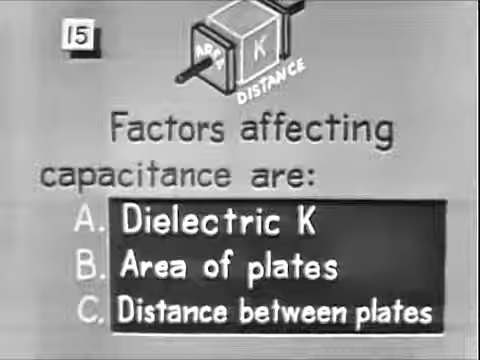 15
AREA
K
DISTANCE
Factors affecting
capacitance are:
A. Dielectric K
B. Area of plates
C. Distance between plates